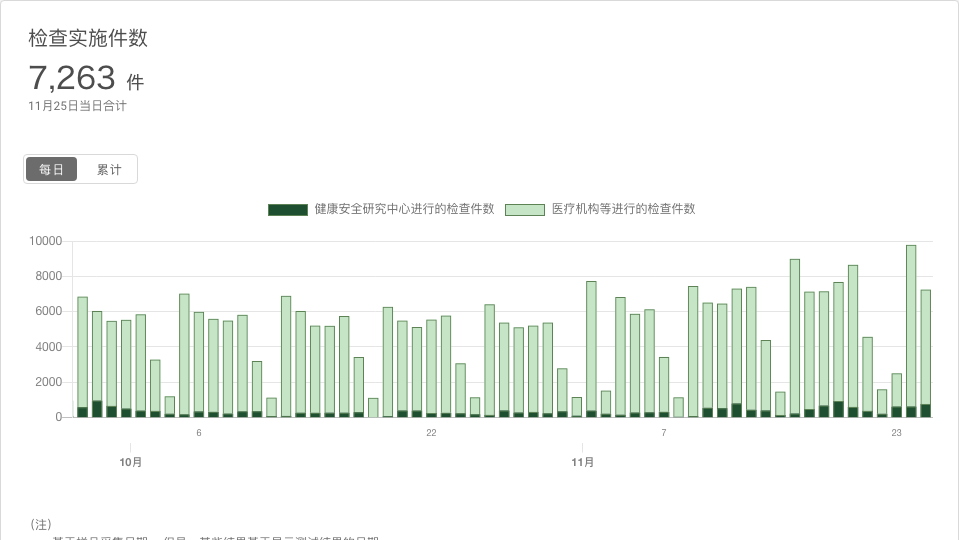 检查实施件数
7,263 件
11月25日当日合计
每日 累计
健康安全研究中心进行的检查件数 医疗机构等进行的检查件数
10000
8000
6000
4000
2000
0
6 22 7 23
10月 11月
（注）